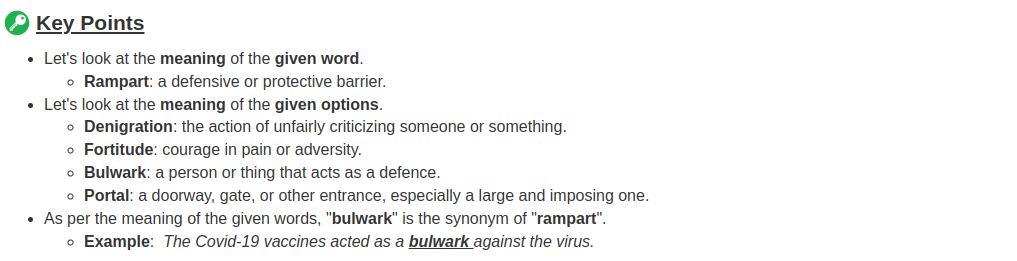 Key Points
Let's look at the meaning of the given word.
Rampart: a defensive or protective barrier.
Let's look at the meaning of the given options.
Denigration: the action of unfairly criticizing someone or something.
Fortitude: courage in pain or adversity.
Bulwark: a person or thing that acts as a defence.
Portal: a doorway, gate, or other entrance, especially a large and imposing one.
As per the meaning of the given words, "bulwark" is the synonym of "rampart".
Example:  The Covid-19 vaccines acted as a bulwark against the virus.